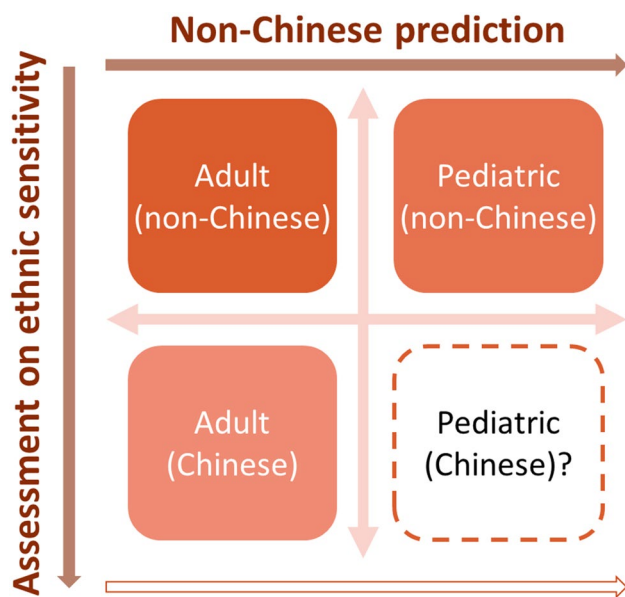 Non-Chinese prediction
Assessment on ethnic sensitivity
Adult
(non-Chinese)
Pediatric
(non-Chinese)
Adult
(Chinese)
Pediatric
(Chinese)?